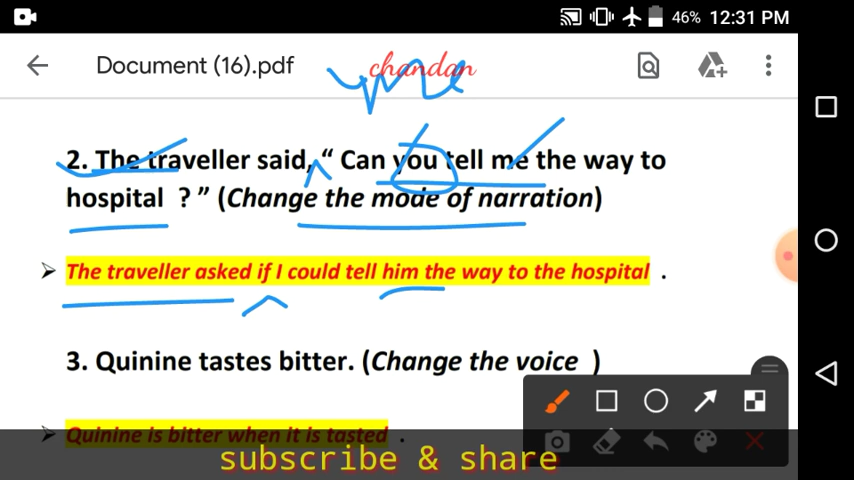 46% 12:31 PM
Document (16).pdf
chandan
2. The traveller said, “ Can you tell me the way to
hospital ? ” (Change the mode of narration)
➢ The traveller asked if I could tell him the way to the hospital .
3. Quinine tastes bitter. (Change the voice )
➢ Quinine is bitter when it is tasted .
subscribe & share